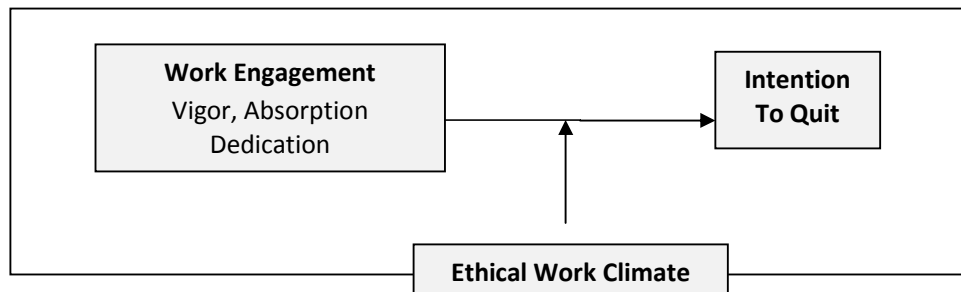 Work Engagement
Vigor, Absorption
Dedication
Intention
To Quit
Ethical Work Climate